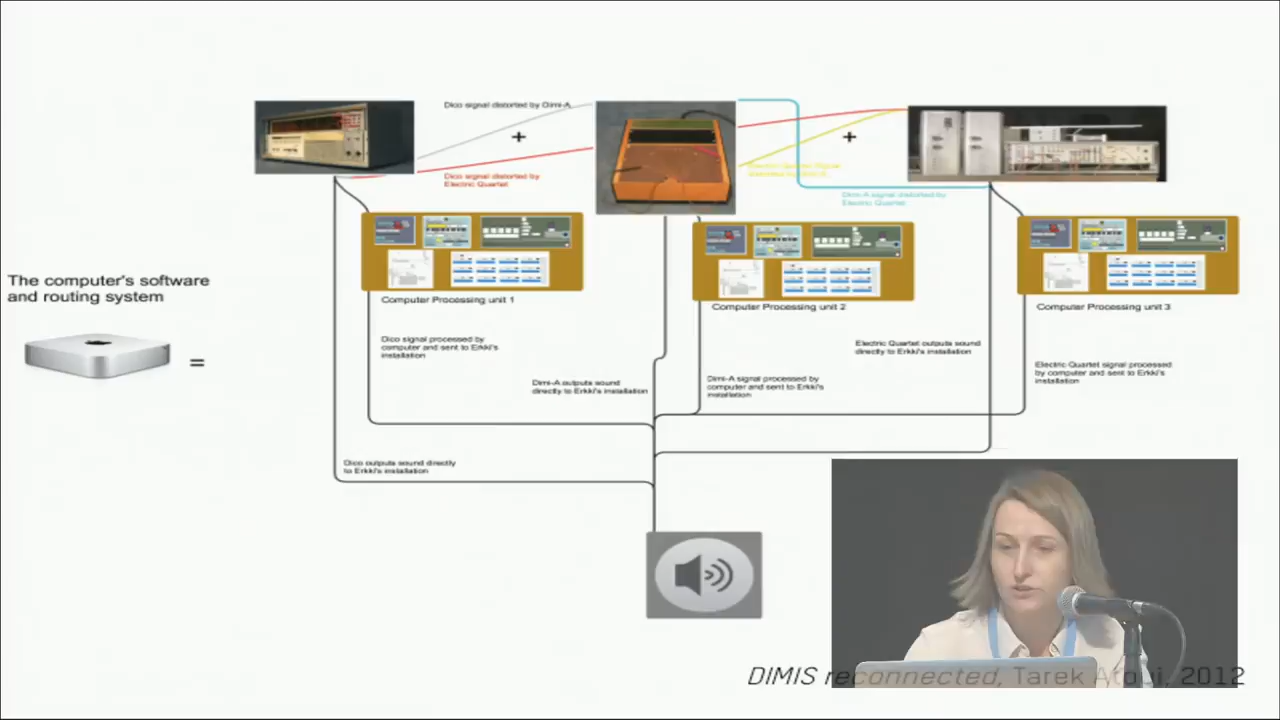 Dico signal distorted by Dimi-A
+
+
Dico signal distorted by
Electric Quartet
Dimi-A signal distorted by
Electric Quartet
The computer's software
and routing system
=
Computer Processing unit 1
Computer Processing unit 2
Computer Processing unit 3
Dico signal processed by
computer and sent to Erkki's
installation
Electric Quartet outputs sound
directly to Erkki's installation
Electric Quartet signal processed
by computer and sent to Erkki's
installation
Dimi-A outputs sound
directly to Erkki's installation
Dimi-A signal processed by
computer and sent to Erkki's
installation
Dico outputs sound directly
to Erkki's installation
DIMIS reconnected, Tarek Atoui, 2012